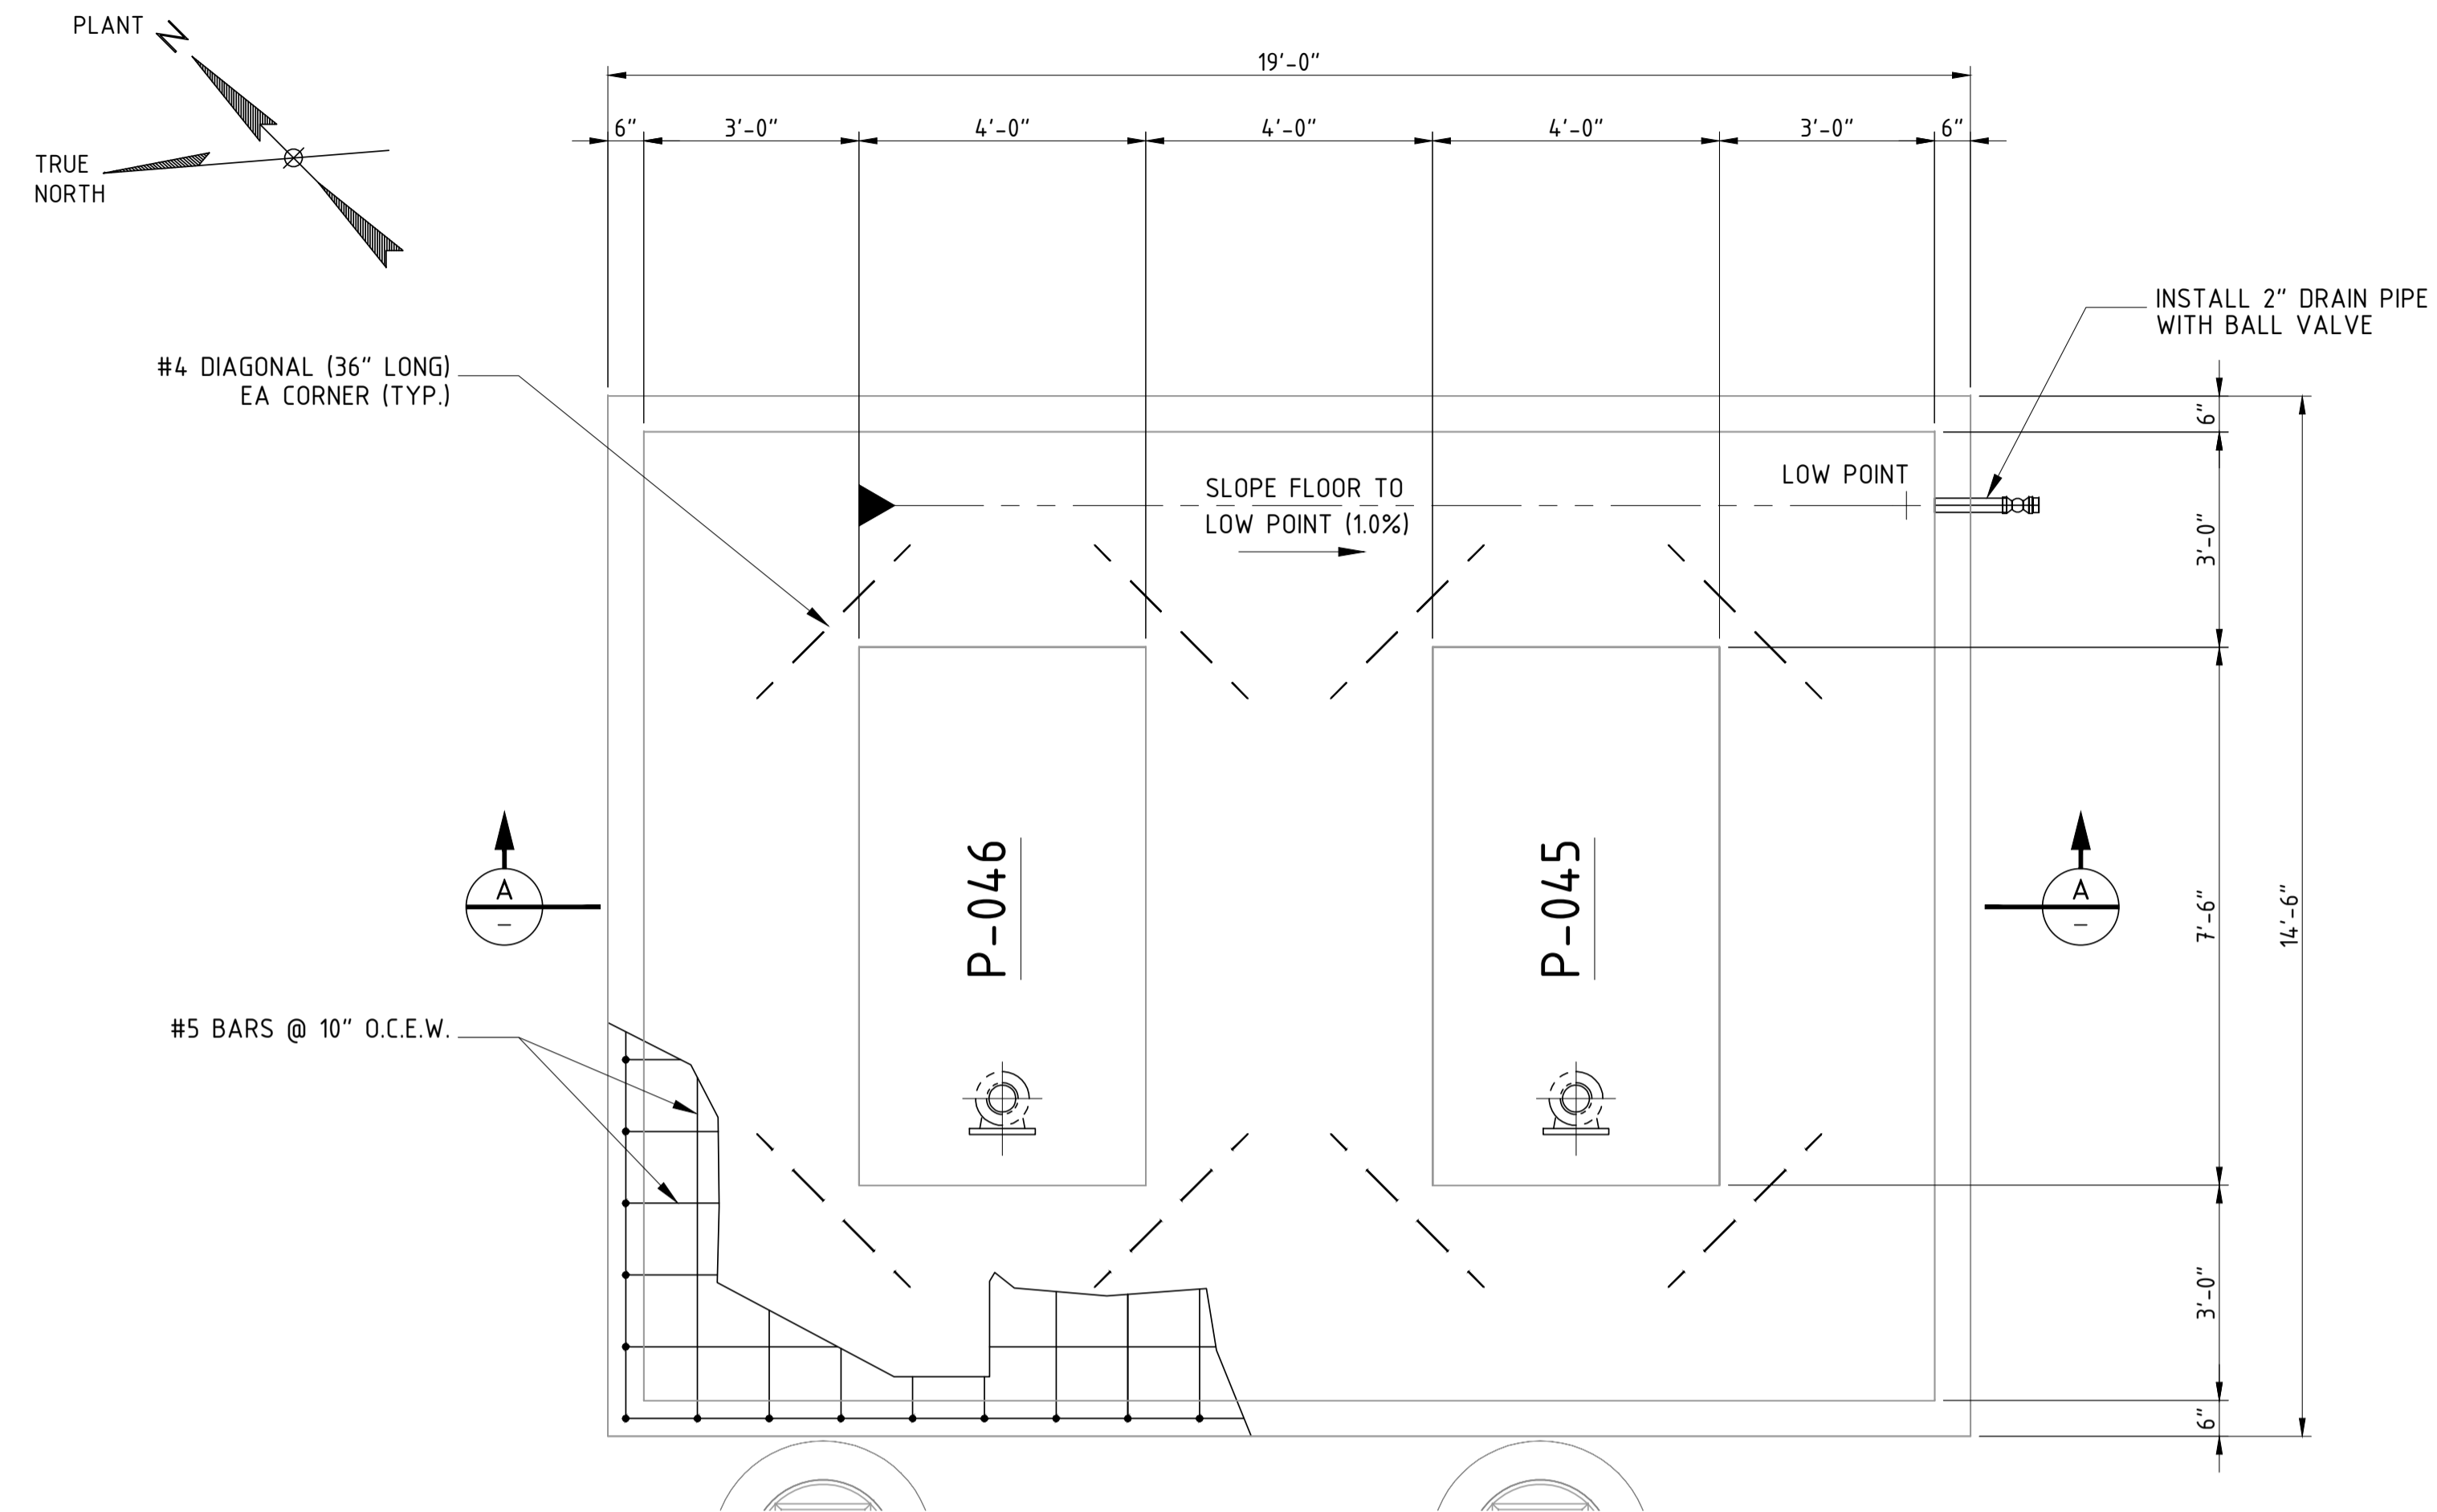 PLANT N
TRUE
NORTH
19'-0"
6" 3'-0" 4'-0" 4'-0" 4'-0" 3'-0" 6"
INSTALL 2" DRAIN PIPE
WITH BALL VALVE
#4 DIAGONAL (36" LONG)
EA CORNER (TYP.)
6"
LOW POINT
SLOPE FLOOR TO
LOW POINT (1.0%)
3'-0"
P-046
P-045
A
–
A
–
7'-6"
14'-6"
#5 BARS @ 10" O.C.E.W.
3'-0"
6"